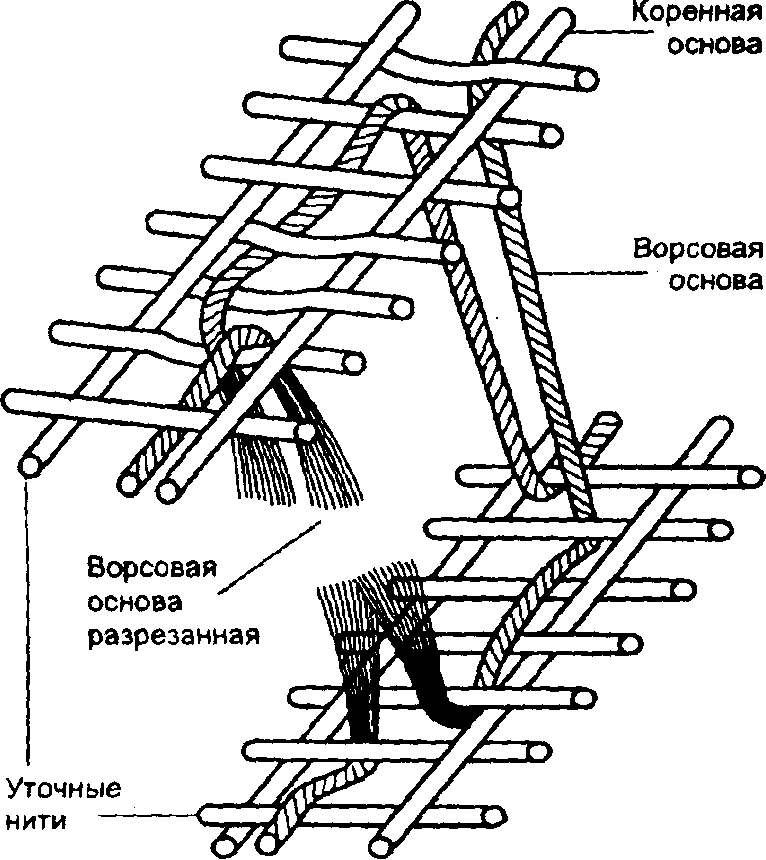 Коренная
основа
Ворсовая
основа
Ворсовая
основа
разрезанная
Уточные
нити